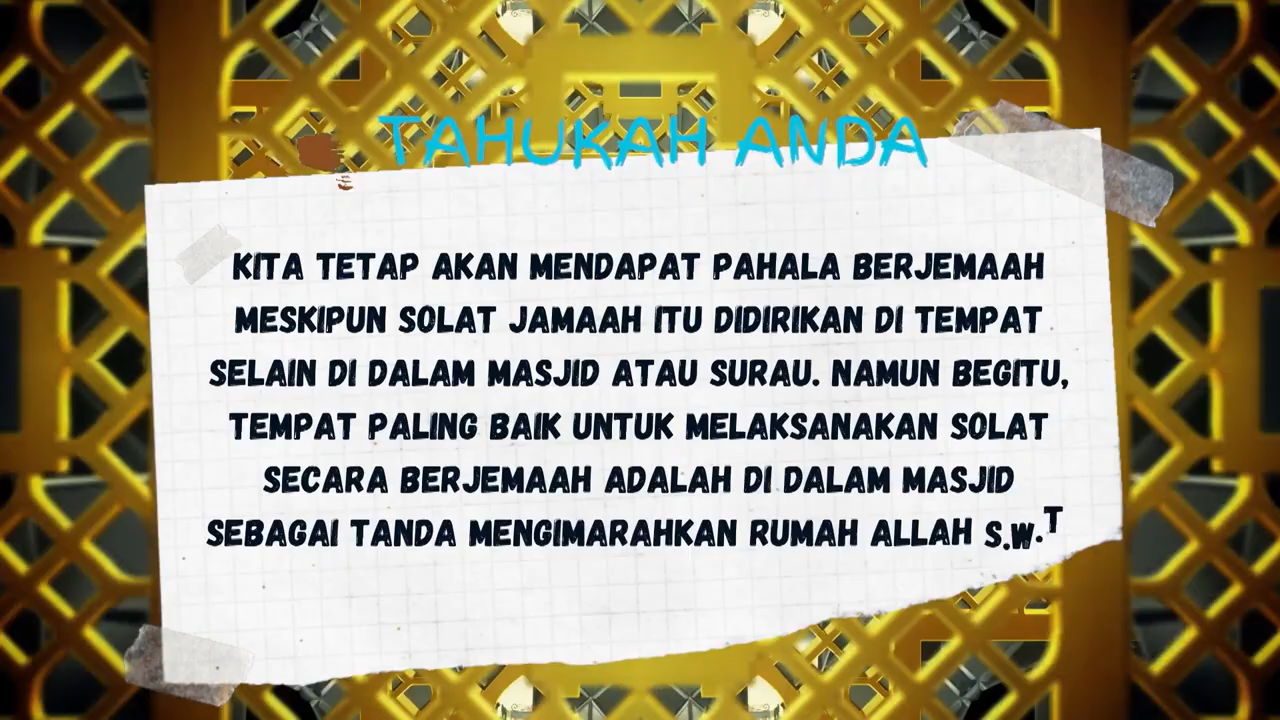 TAHUKAH ANDA
KITA TETAP AKAN MENDAPAT PAHALA BERJEMAAH
MESKIPUN SOLAT JAMAAH ITU DIDIRIKAN DI TEMPAT
SELAIN DI DALAM MASJID ATAU SURAU. NAMUN BEGITU,
TEMPAT PALING BAIK UNTUK MELAKSANAKAN SOLAT
SECARA BERJEMAAH ADALAH DI DALAM MASJID
SEBAGAI TANDA MENGIMARAHKAN RUMAH ALLAH S.W.T